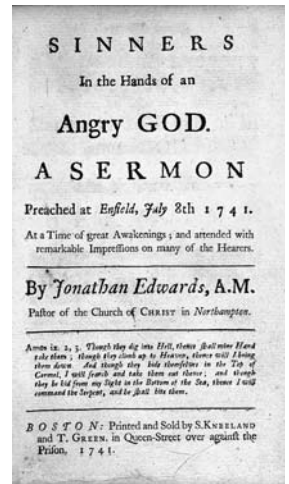 SINNERS
In the Hands of an
Angry GOD.
A SERMON
Preached at Enfield, July 8th 1741.
At a Time of great Awakenings; and attended with
remarkable Impressions on many of the Hearers.
By Jonathan Edwards, A.M.
Pastor of the Church of CHRIST in Northampton.
Amos ix. 2, 3. Though they dig into Hell, thence shall mine Hand
take them; though they climb up to Heaven, thence will I bring
them down. And though they hide themselves in the Top of
Carmel, I will search and take them out thence; and though
they be hid from my Sight in the Bottom of the Sea, thence I will
command the Serpent, and he shall bite them.
BOSTON: Printed and Sold by S. KNEELAND
and T. GREEN. in Queen-Street over against the
Prison. 1741.